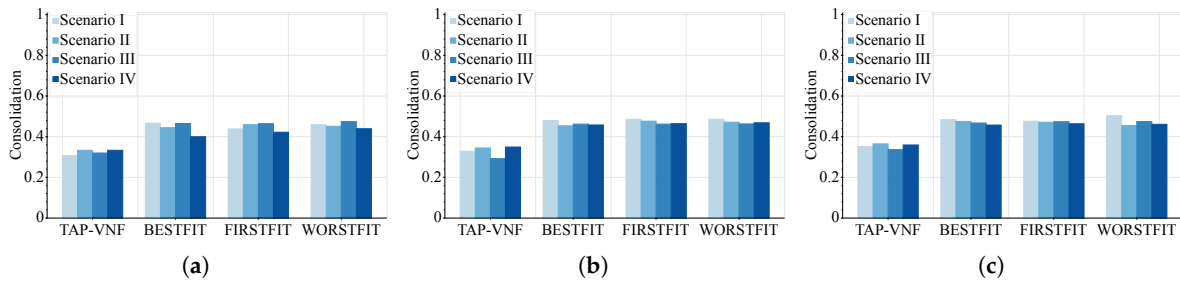 Consolidation
1
0.8
0.6
0.4
0.2
0
Scenario I
Scenario II
Scenario III
Scenario IV
TAP-VNF BESTFIT FIRSTFIT WORSTFIT
(a)
Consolidation
1
0.8
0.6
0.4
0.2
0
Scenario I
Scenario II
Scenario III
Scenario IV
TAP-VNF BESTFIT FIRSTFIT WORSTFIT
(b)
Consolidation
1
0.8
0.6
0.4
0.2
0
Scenario I
Scenario II
Scenario III
Scenario IV
TAP-VNF BESTFIT FIRSTFIT WORSTFIT
(c)